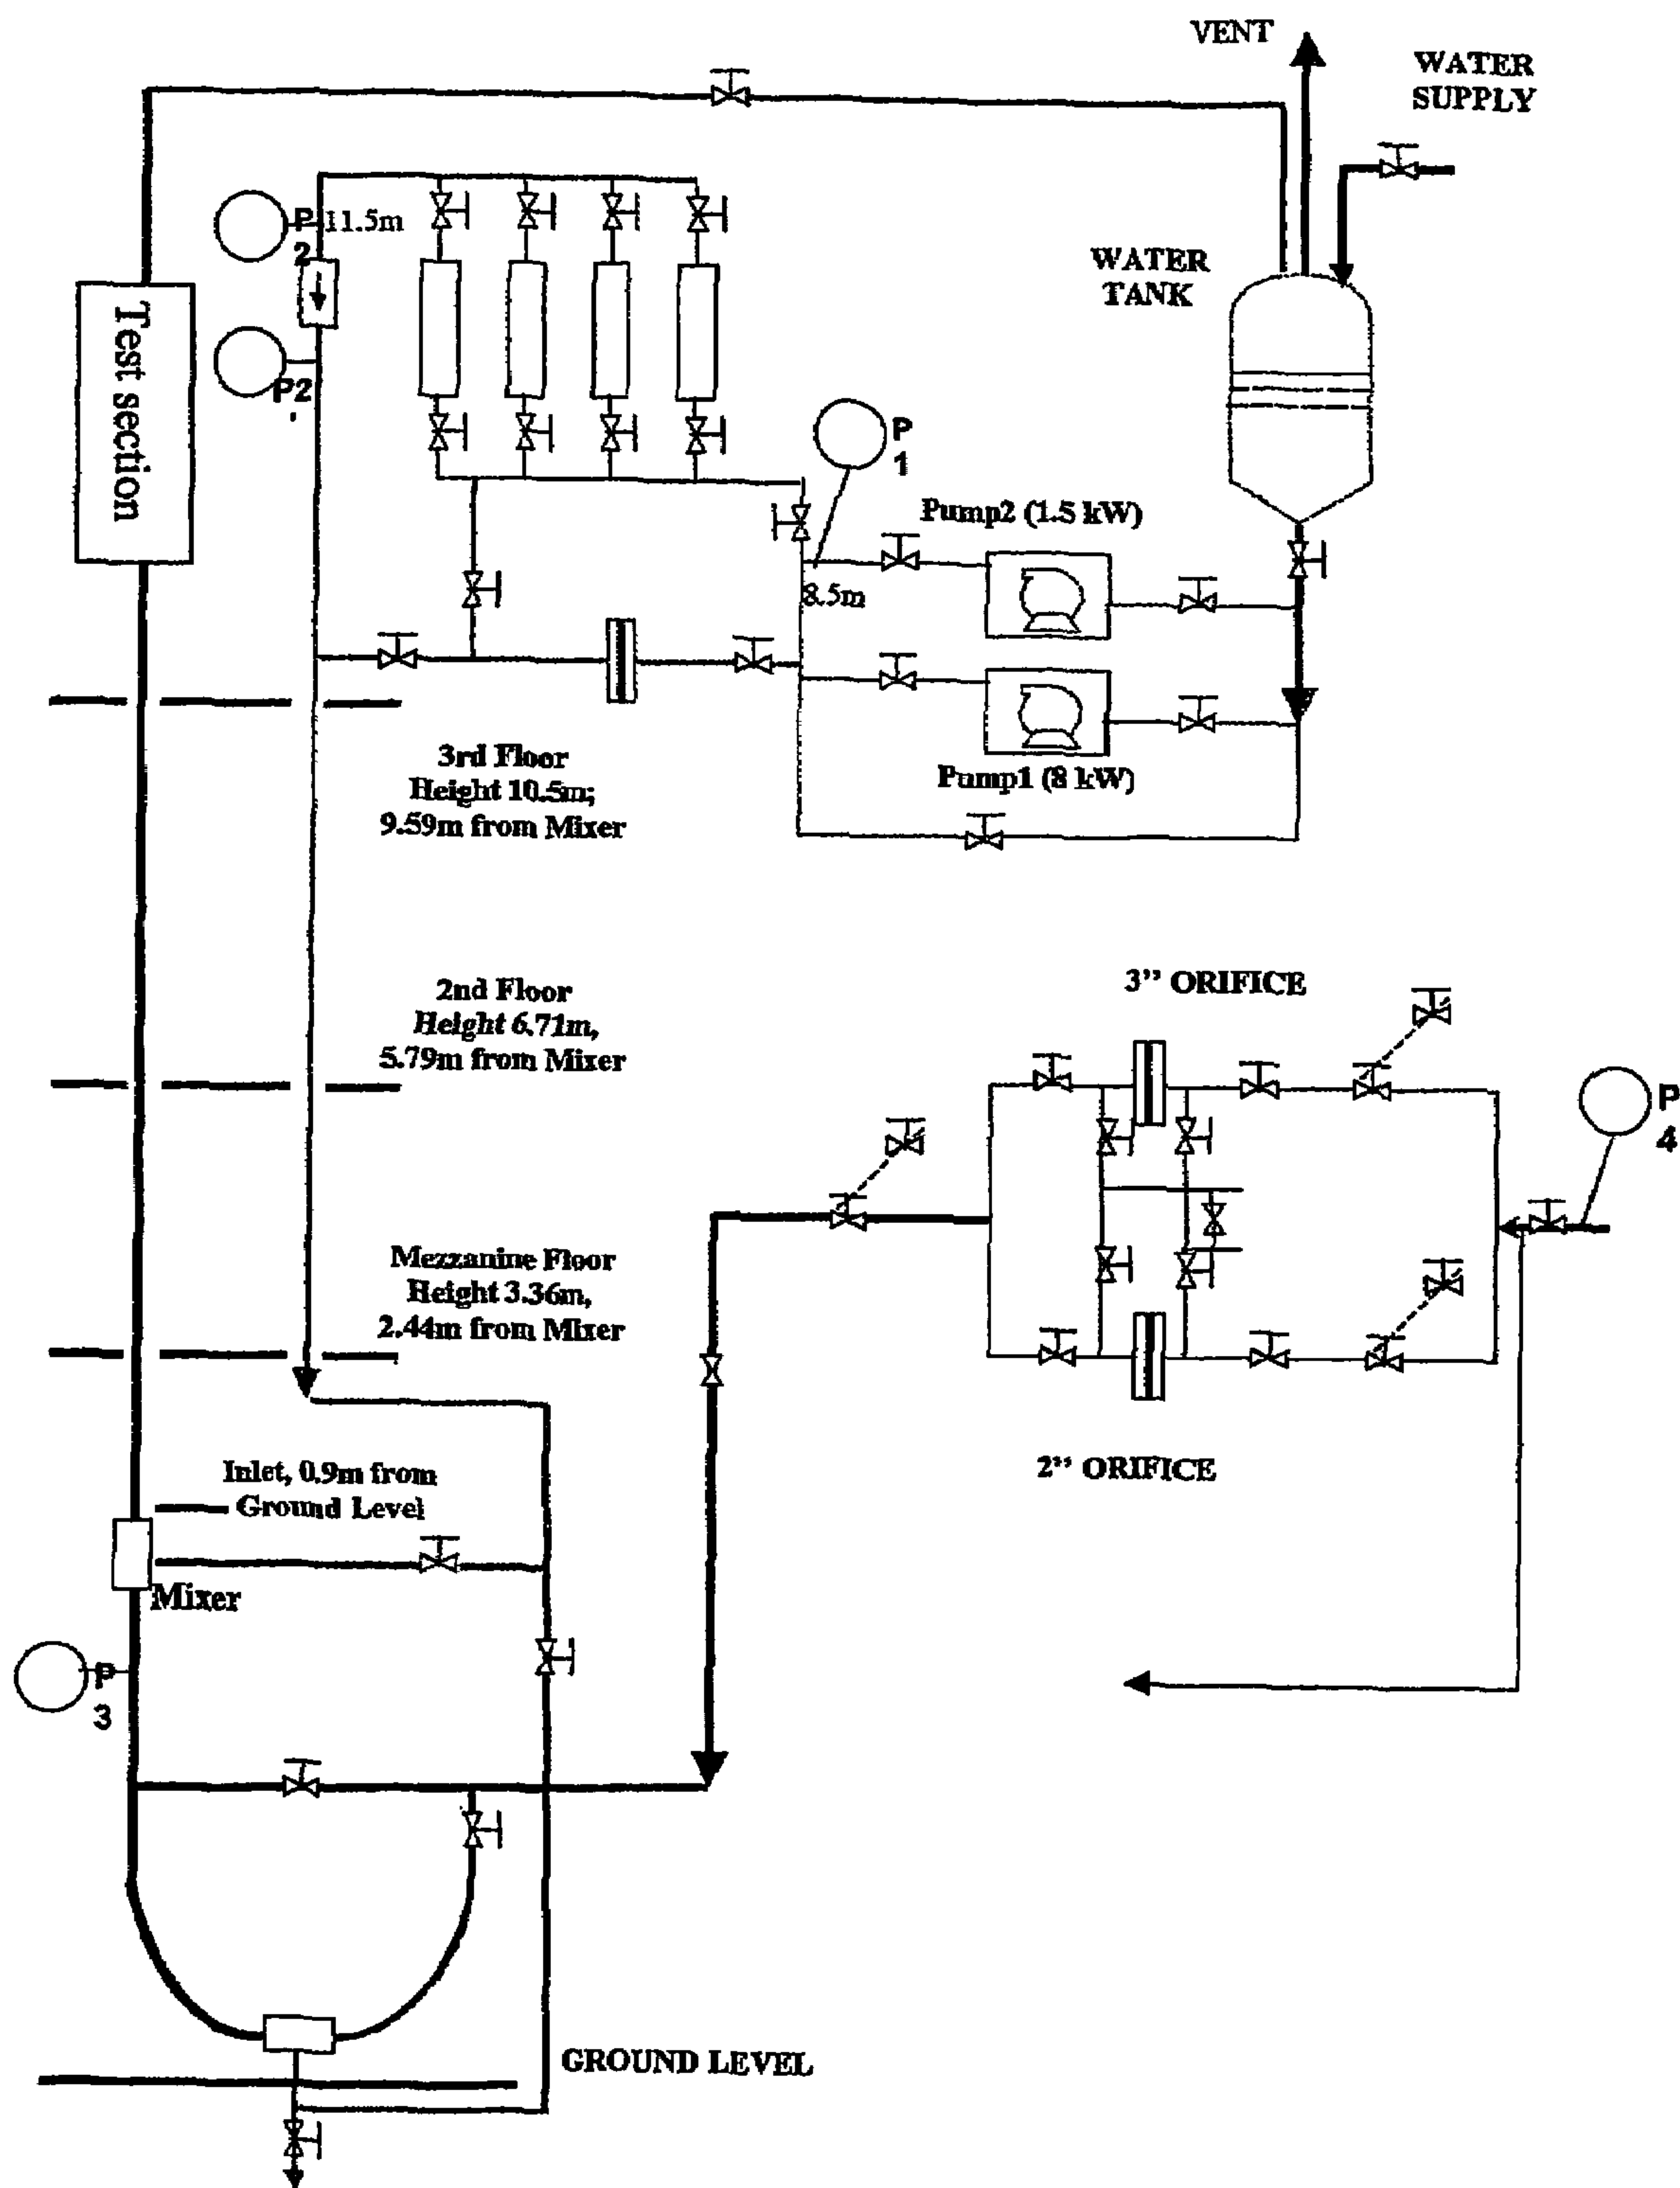 VENT
WATER
SUPPLY
P
2
11.5m
WATER
TANK
Test section
P2
P
1
Pump2 (1.5 kW)
8.5m
3rd Floor
Height 10.5m;
9.59m from Mixer
Pump1 (8 kW)
2nd Floor
Height 6.71m,
5.79m from Mixer
3” ORIFICE
P
4
Mezzanine Floor
Height 3.36m,
2.44m from Mixer
2” ORIFICE
Inlet, 0.9m from
Ground Level
Mixer
P
3
GROUND LEVEL